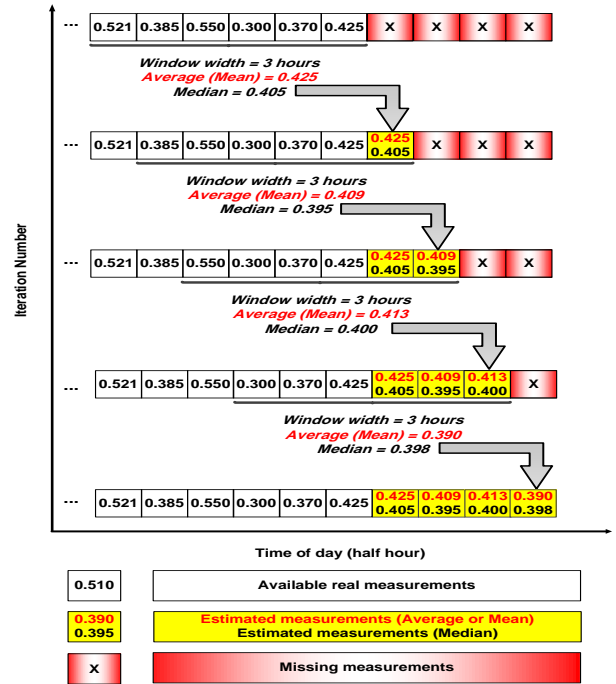 ... 0.521 0.385 0.550 0.300 0.370 0.425 X X X X
Window width = 3 hours
Average (Mean) = 0.425
Median = 0.405
... 0.521 0.385 0.550 0.300 0.370 0.425 0.425 X X X
0.405
Window width = 3 hours
Average (Mean) = 0.409
Median = 0.395
... 0.521 0.385 0.550 0.300 0.370 0.425 0.425 0.409 X X
0.405 0.395
Window width = 3 hours
Average (Mean) = 0.413
Median = 0.400
... 0.521 0.385 0.550 0.300 0.370 0.425 0.425 0.409 0.413 X
0.405 0.395 0.400
Window width = 3 hours
Average (Mean) = 0.390
Median = 0.398
... 0.521 0.385 0.550 0.300 0.370 0.425 0.425 0.409 0.413 0.390
0.405 0.395 0.400 0.398
Iteration Number
Time of day (half hour)
0.510 Available real measurements
0.390 Estimated measurements (Average or Mean)
0.395 Estimated measurements (Median)
X Missing measurements